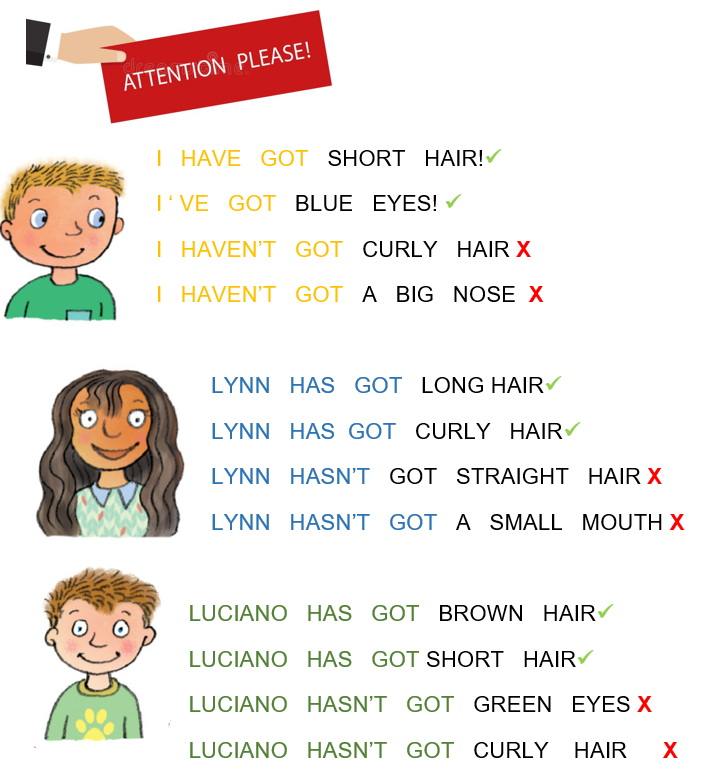 ATTENTION PLEASE!
I HAVE GOT SHORT HAIR!✓
I ‘ VE GOT BLUE EYES! ✓
I HAVEN’T GOT CURLY HAIR X
I HAVEN’T GOT A BIG NOSE X
LYNN HAS GOT LONG HAIR✓
LYNN HAS GOT CURLY HAIR✓
LYNN HASN’T GOT STRAIGHT HAIR X
LYNN HASN’T GOT A SMALL MOUTH X
LUCIANO HAS GOT BROWN HAIR✓
LUCIANO HAS GOT SHORT HAIR✓
LUCIANO HASN’T GOT GREEN EYES X
LUCIANO HASN’T GOT CURLY HAIR X